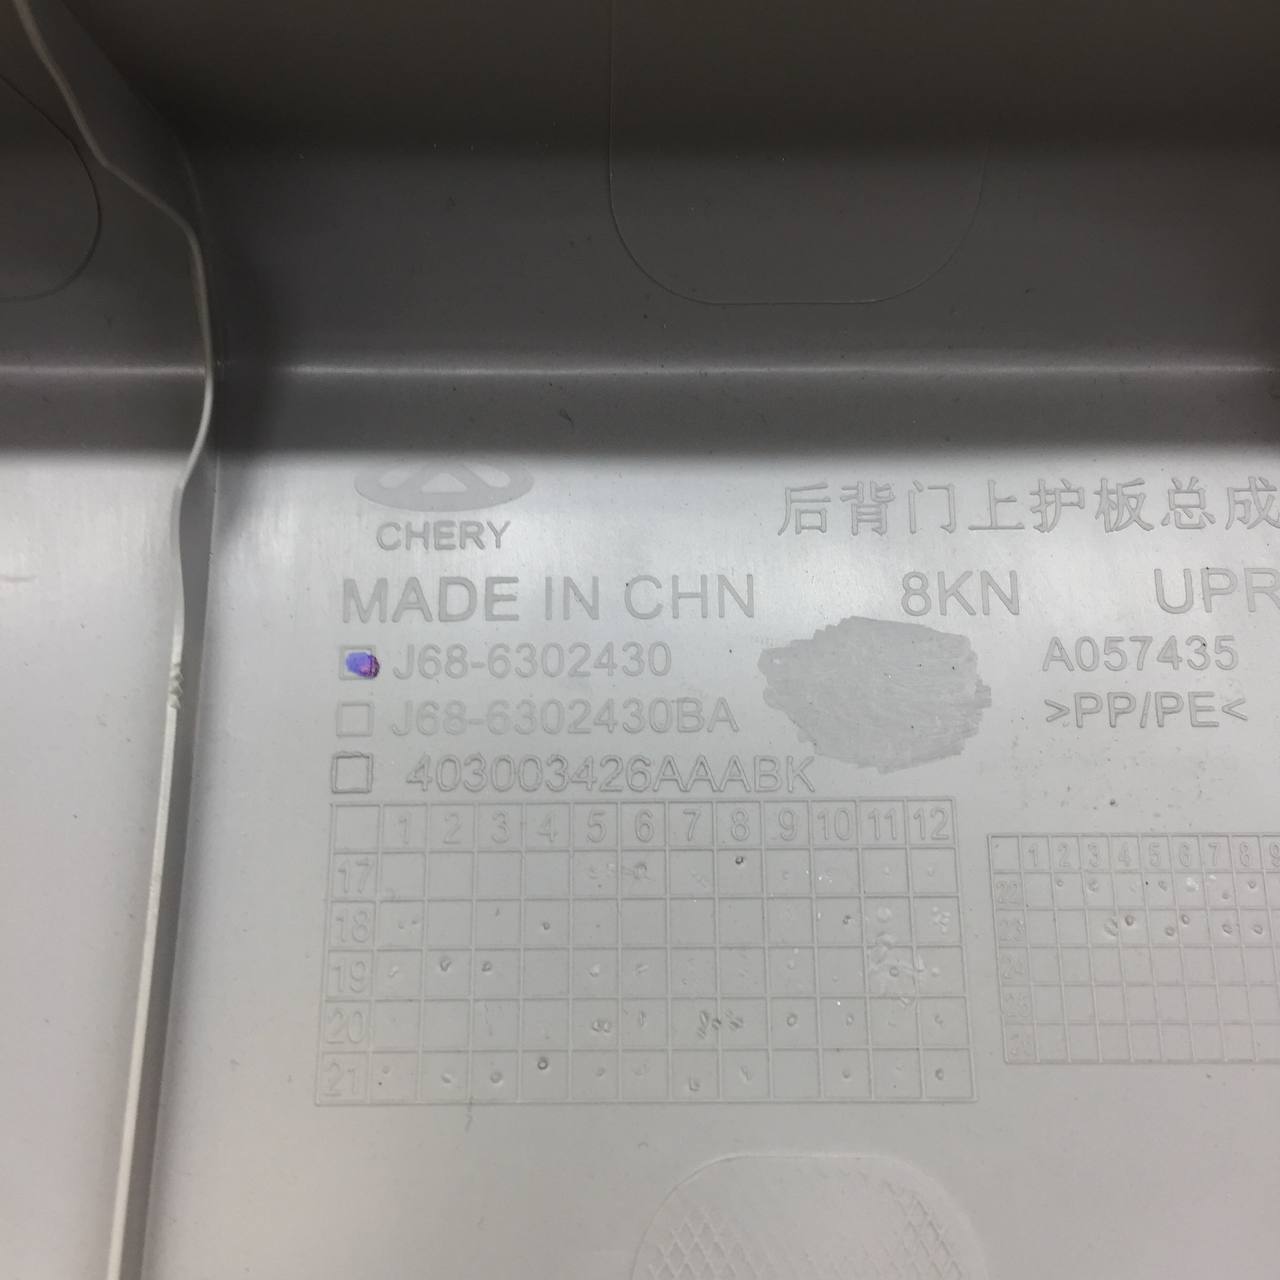 CHERY
后背门上护板总成
MADE IN CHN 8KN UPR
J68-6302430 A057435
J68-6302430BA >PP/PE<
403003426AAABK
1 2 3 4 5 6 7 8 9 10 11 12
17
18
19
20
21
1 2 3 4 5 6 7 8 9
22
23